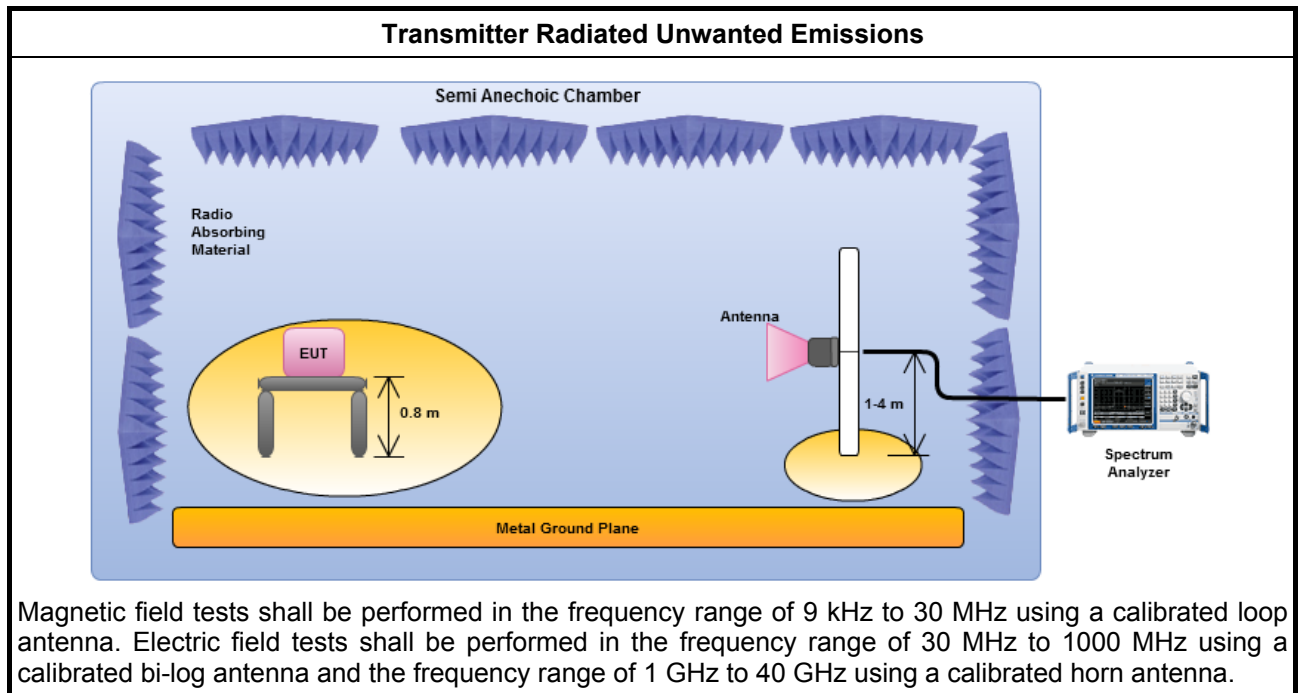 Transmitter Radiated Unwanted Emissions
Semi Anechoic Chamber
Radio
Absorbing
Material
Antenna
EUT
0.8 m
1-4 m
Spectrum
Analyzer
Metal Ground Plane
Magnetic field tests shall be performed in the frequency range of 9 kHz to 30 MHz using a calibrated loop
antenna. Electric field tests shall be performed in the frequency range of 30 MHz to 1000 MHz using a
calibrated bi-log antenna and the frequency range of 1 GHz to 40 GHz using a calibrated horn antenna.